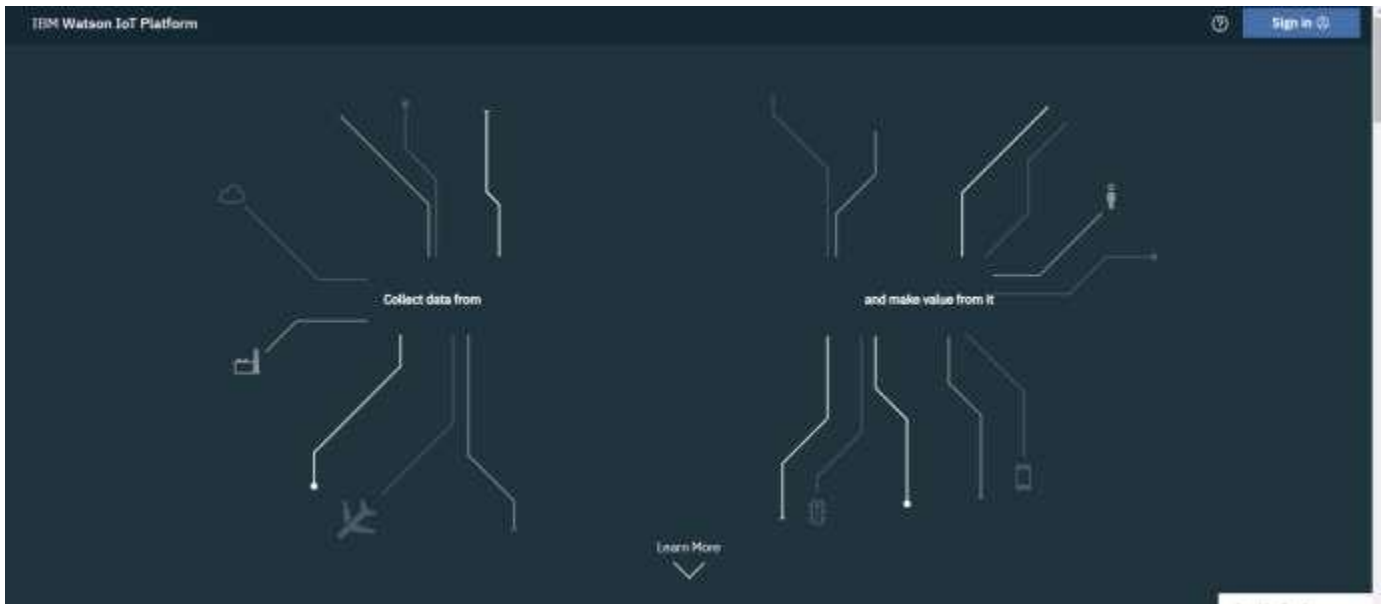 IBM Watson IoT Platform
Sign in
Collect data from
and make value from it
Learn More